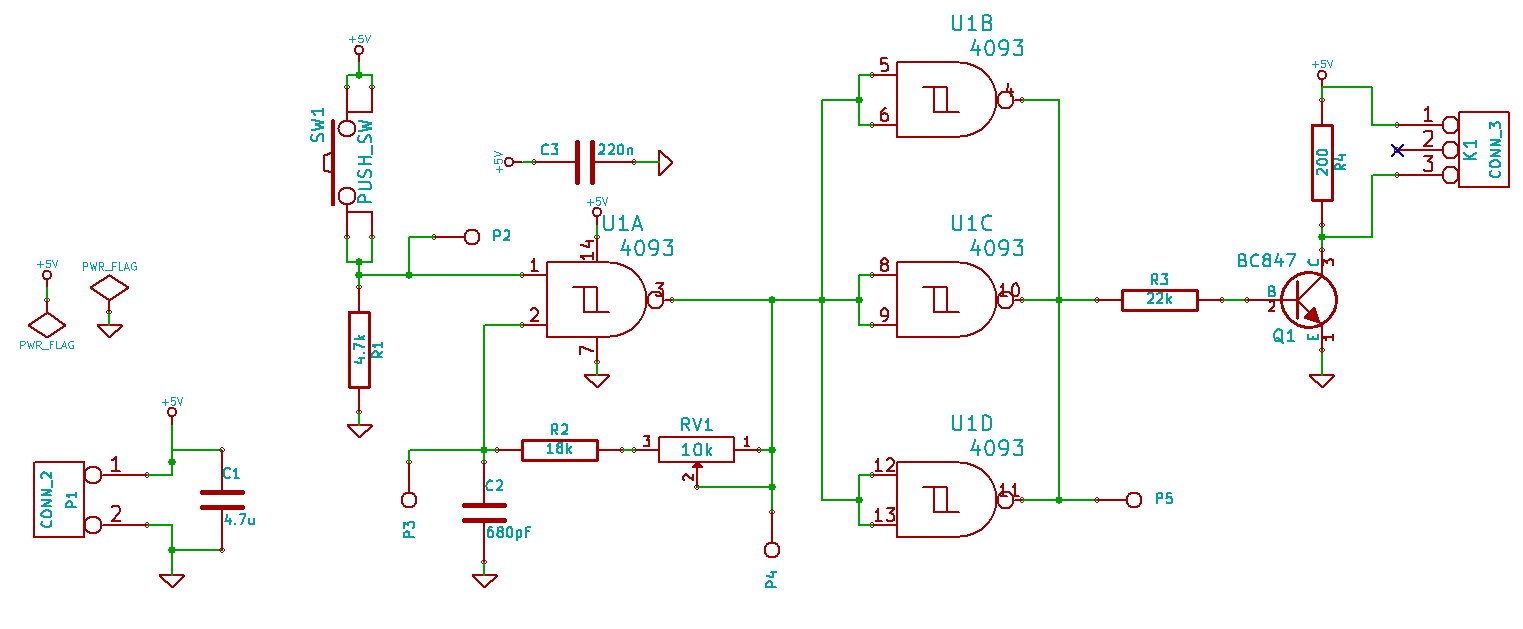 U1B
4093
5
6
4
+5V
SW1
PUSH_SW
+5V
C3
220n
+5V
R4
200
1
2
3
K1
CONN_3
+5V
U1A
4093
14
1
2
3
7
P2
U1C
4093
8
9
10
R3
22k
BC847
C
3
B
2
E
1
Q1
+5V
PWR_FLAG
PWR_FLAG
4.7k
R1
+5V
CONN_2
P1
1
2
C1
4.7u
R2
18k
RV1
10k
3
1
2
C2
680pF
P3
P4
U1D
4093
12
13
11
P5